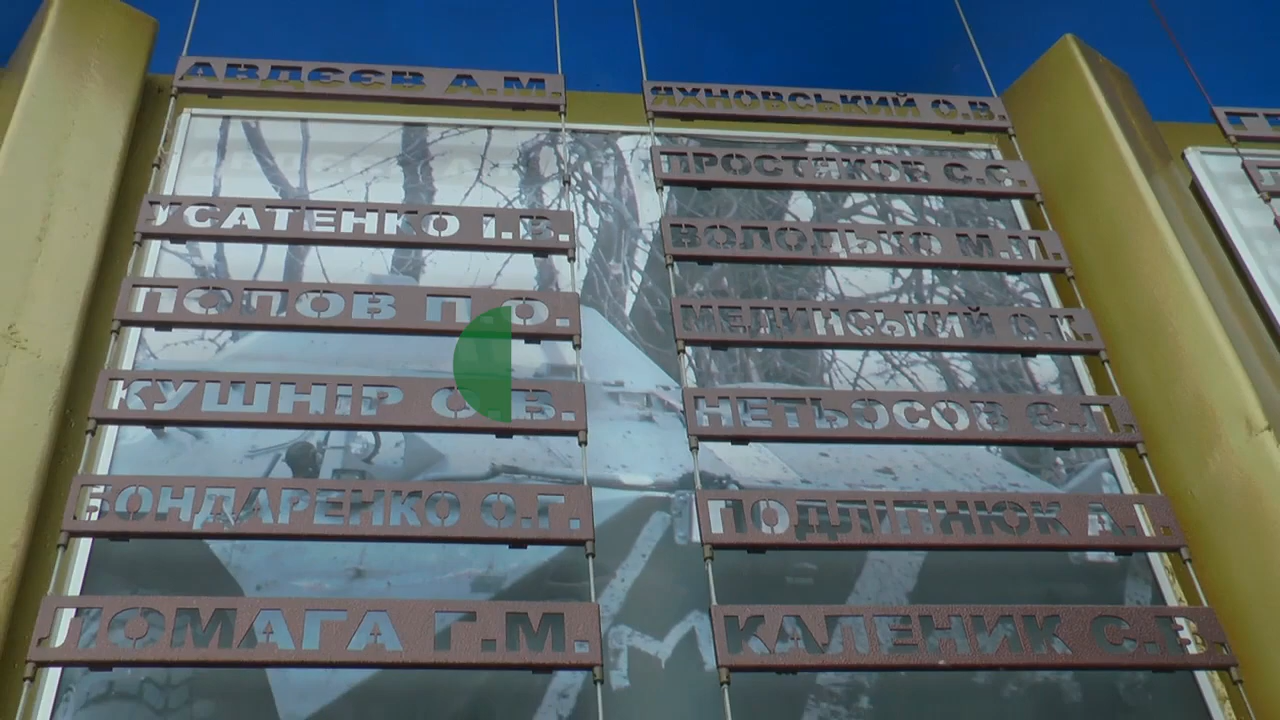 АВДЄЄВ А.М.
УСАТЕНКО І.В.
ПОПОВ П.О.
КУШНІР О.В.
БОНДАРЕНКО О.Г.
ЛОМАГА Г.М.
ЯХНОВСЬКИЙ О.В.
ПРОСТЯКОВ С.С.
ВОЛОДЬКО М.М.
МЕДИНСЬКИЙ О.К.
НЕТЬОСОВ Є.Л.
ПОДЛІПНЮК
КАЛЕНИК С.В.